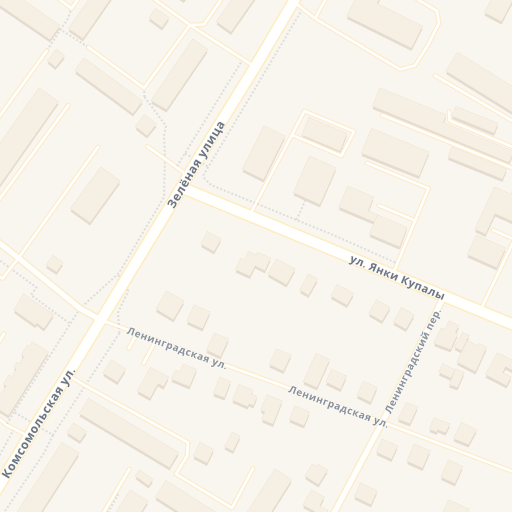 Зелёная улица
ул. Янки Купалы
Ленинградская ул.
Ленинградский пер.
Комсомольская ул.
Ленинградская ул.